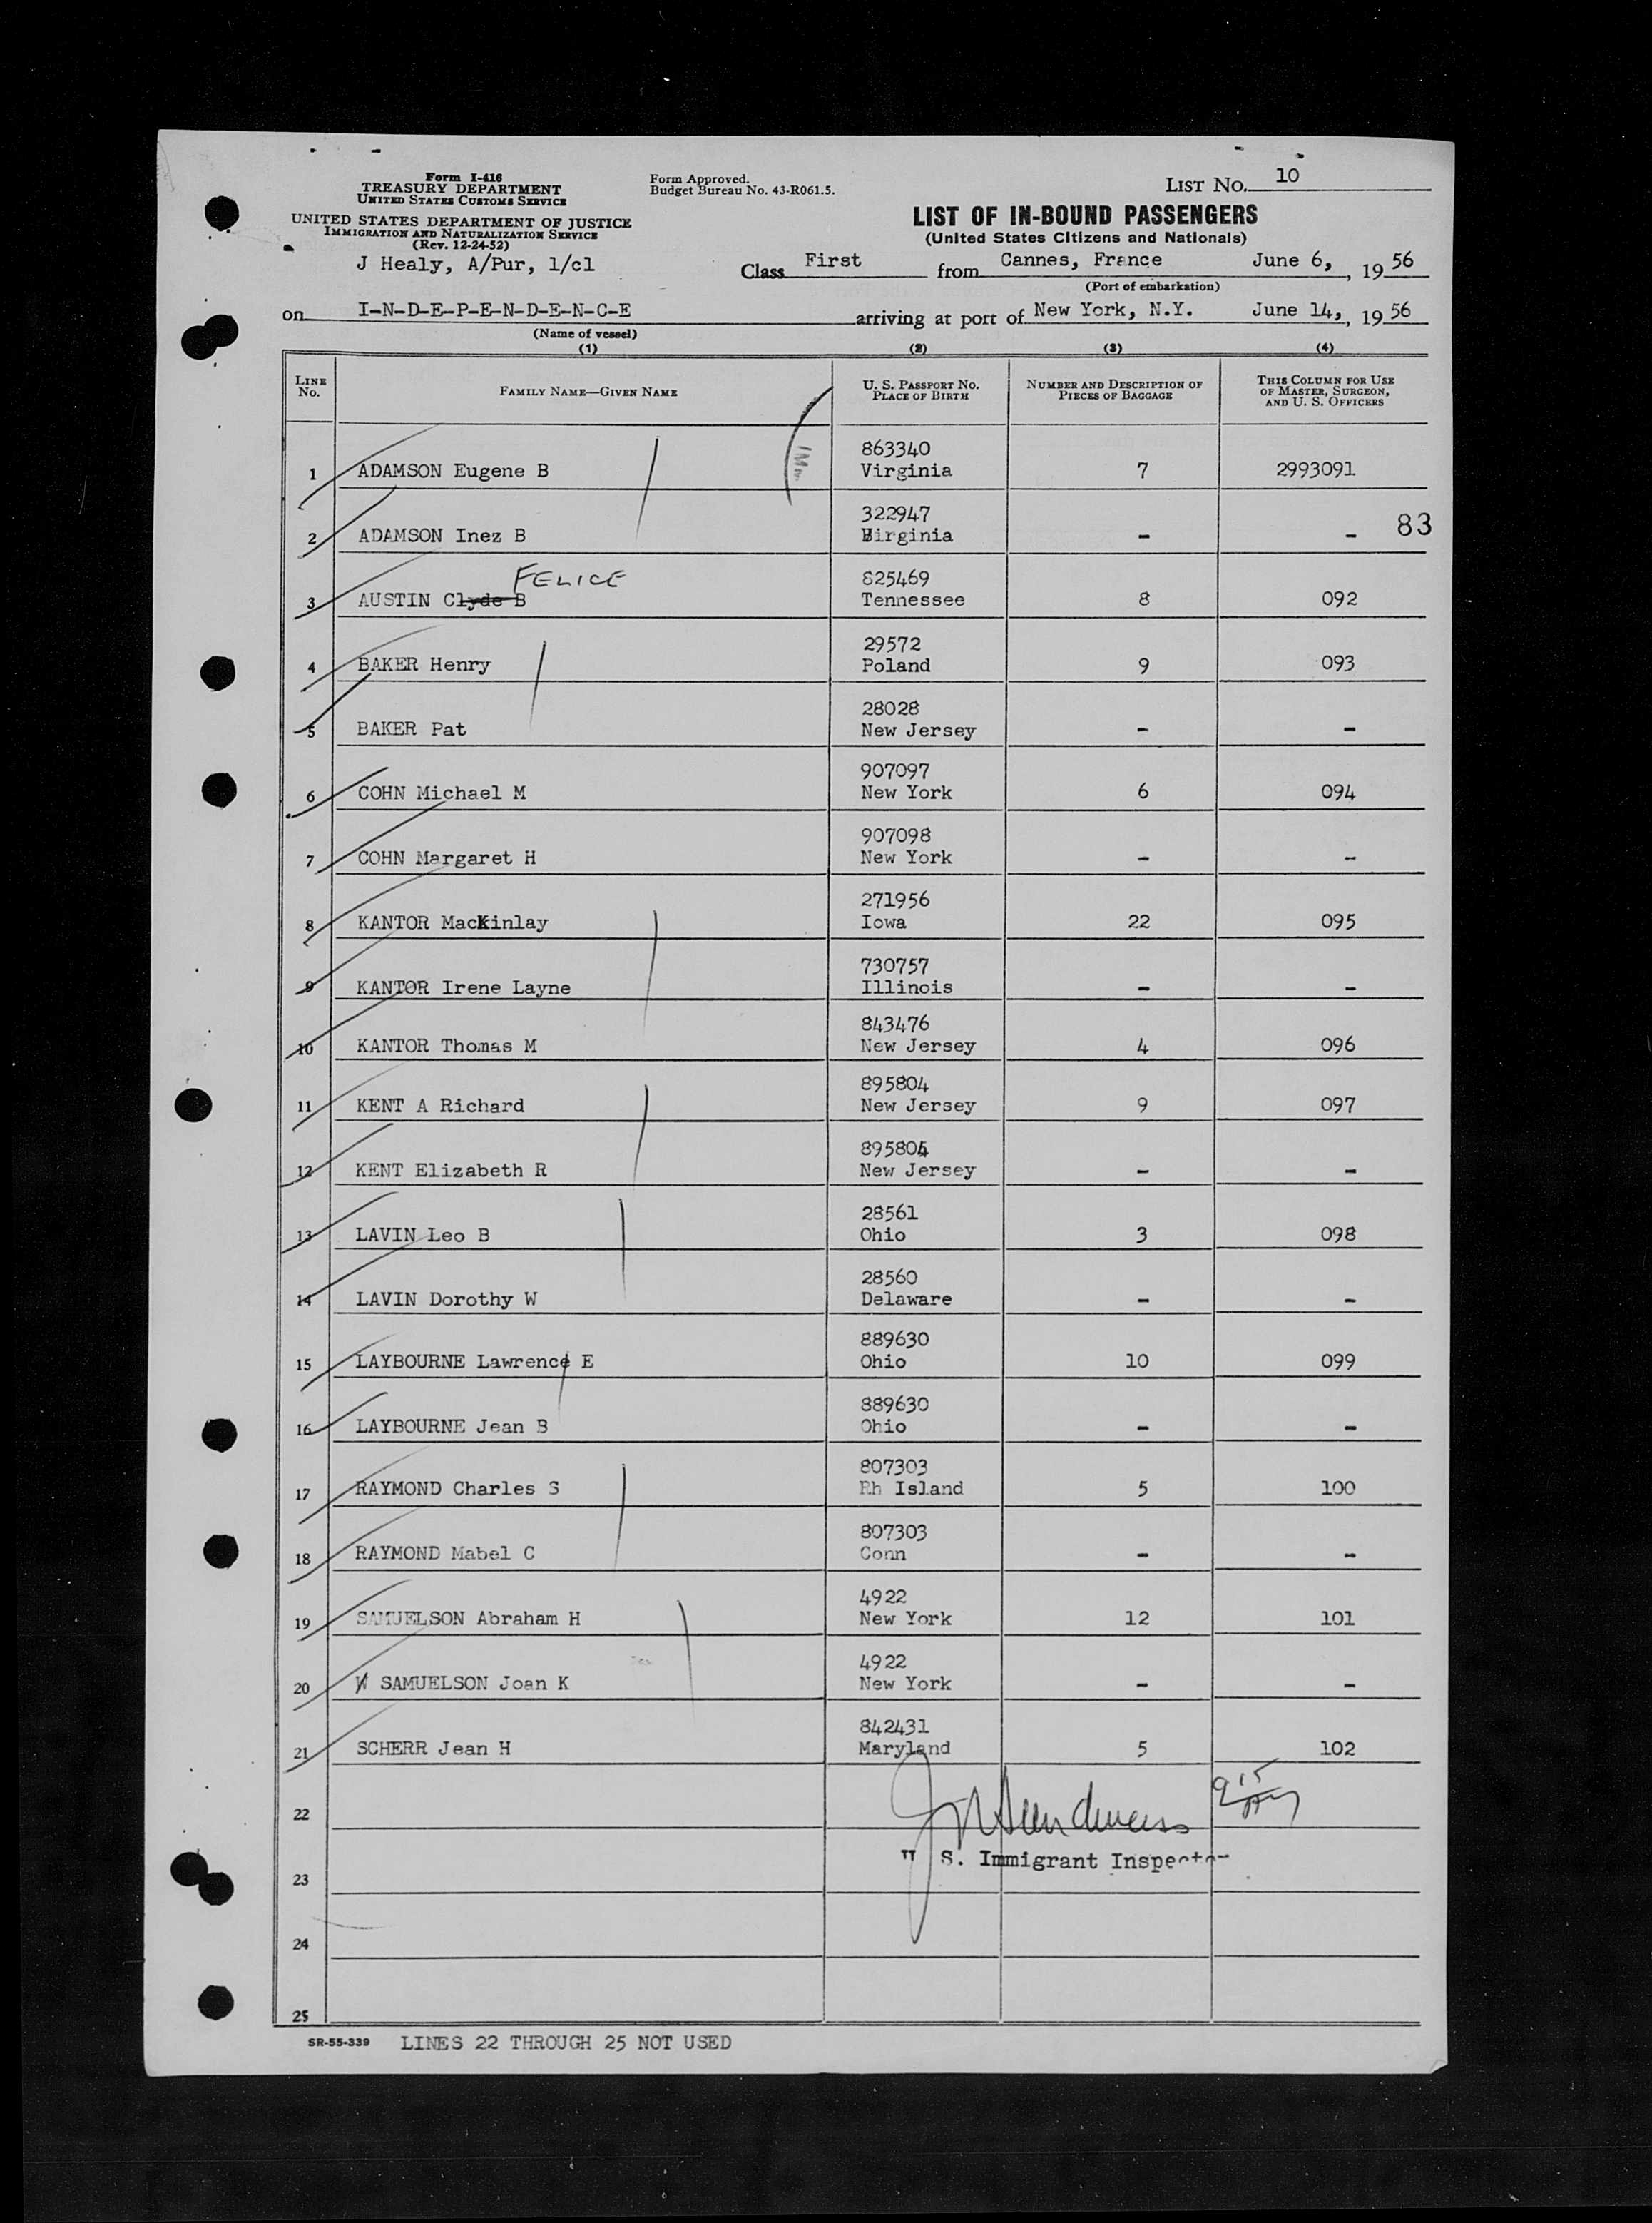 Form I-416
TREASURY DEPARTMENT
UNITED STATES CUSTOMS SERVICE
UNITED STATES DEPARTMENT OF JUSTICE
IMMIGRATION AND NATURALIZATION SERVICE
(Rev. 12-24-52)
Form Approved.
Budget Bureau No. 43-R061.5.
LIST NO. 10
LIST OF IN-BOUND PASSENGERS
(United States Citizens and Nationals)
J Healy, A/Pur, 1/cl
Class First from Cannes, France June 6, , 19 56
(Port of embarkation)
on I-N-D-E-P-E-N-D-E-N-C-E arriving at port of New York, N.Y. June 14, , 19 56
(Name of vessel)
(1) (2) (3) (4)
LINE NO.
FAMILY NAME—GIVEN NAME
U. S. PASSPORT NO.
PLACE OF BIRTH
NUMBER AND DESCRIPTION OF
PIECES OF BAGGAGE
THIS COLUMN FOR USE
OF MASTER, SURGEON,
AND U. S. OFFICERS
863340
1 ADAMSON Eugene B Virginia 7 2993091
322947 83
2 ADAMSON Inez B Birginia - -
FELICE 825469
3 AUSTIN Clyde B Tennessee 8 092
29572
4 BAKER Henry Poland 9 093
28028
5 BAKER Pat New Jersey - -
907097
6 COHN Michael M New York 6 094
907098
7 COHN Margaret H New York - -
271956
8 KANTOR MacKinlay Iowa 22 095
730757
9 KANTOR Irene Layne Illinois - -
843476
10 KANTOR Thomas M New Jersey 4 096
895804
11 KENT A Richard New Jersey 9 097
895804
12 KENT Elizabeth R New Jersey - -
28561
13 LAVIN Leo B Ohio 3 098
28560
14 LAVIN Dorothy W Delaware - -
889630
15 LAYBOURNE Lawrence E Ohio 10 099
889630
16 LAYBOURNE Jean B Ohio - -
807303
17 RAYMOND Charles S Rh Island 5 100
807303
18 RAYMOND Mabel C Conn - -
4922
19 SAMUELSON Abraham H New York 12 101
4922
20 SAMUELSON Joan K New York - -
842431
21 SCHERR Jean H Maryland 5 102
22
U S. Immigrant Inspector
23
24
25
SR-55-339 LINES 22 THROUGH 25 NOT USED